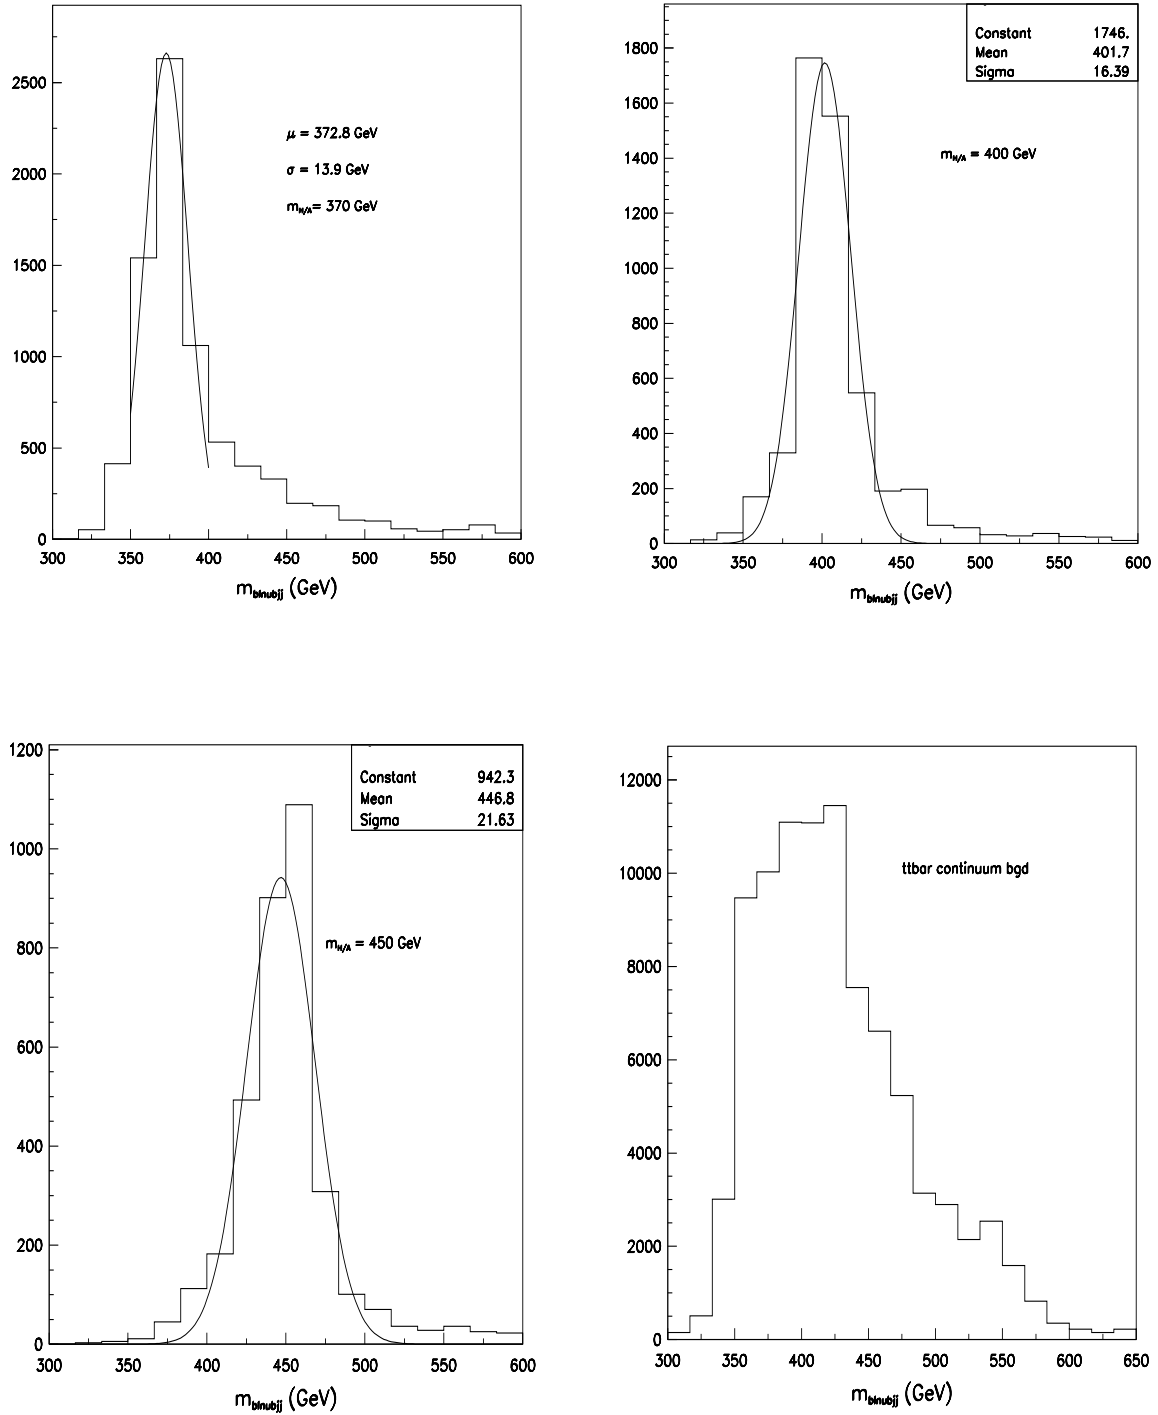 2500
2000
1500
1000
500
0
300 350 400 450 500 550 600
μ = 372.8 GeV
σ = 13.9 GeV
m_H/A = 370 GeV
m_blnubjj (GeV)
Constant 1746.
Mean 401.7
Sigma 16.39
1800
1600
1400
1200
1000
800
600
400
200
0
300 350 400 450 500 550 600
m_H/A = 400 GeV
m_blnubjj (GeV)
Constant 942.3
Mean 446.8
Sigma 21.63
1200
1000
800
600
400
200
0
300 350 400 450 500 550 600
m_H/A = 450 GeV
m_blnubjj (GeV)
12000
10000
8000
6000
4000
2000
0
300 350 400 450 500 550 600 650
ttbar continuum bgd
m_blnubjj (GeV)